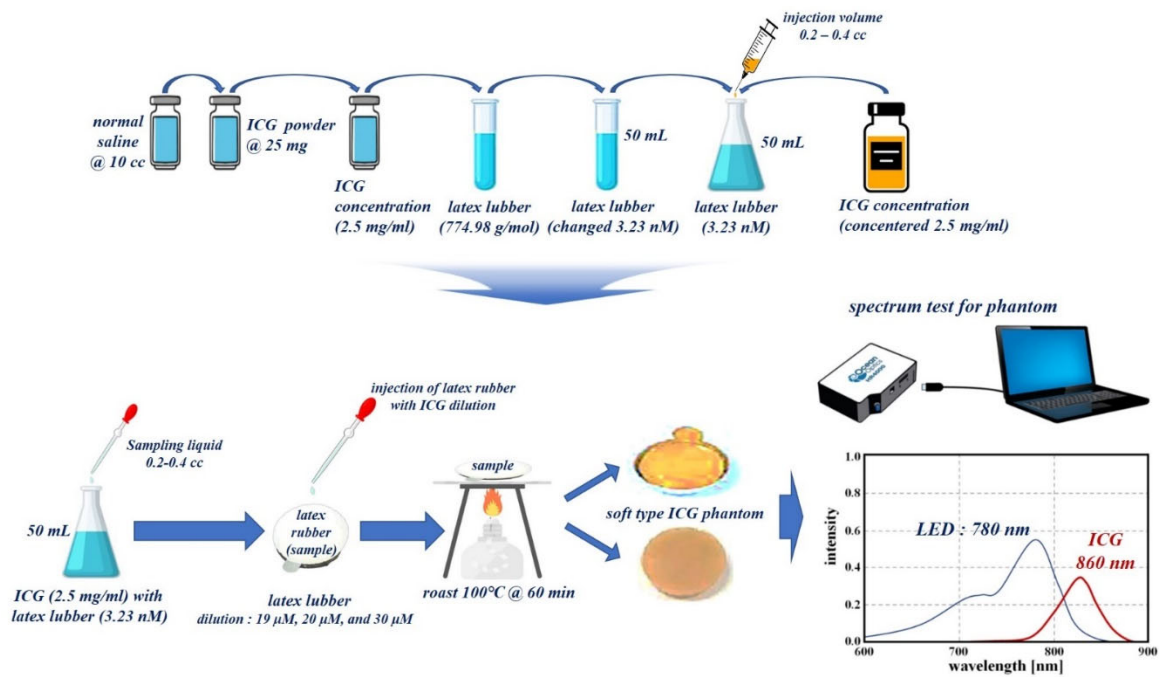 injection volume
0.2 – 0.4 cc
normal
saline
@ 10 cc
ICG powder
@ 25 mg
ICG
concentration
(2.5 mg/ml)
latex lubber
(774.98 g/mol)
50 mL
latex lubber
(changed 3.23 nM)
50 mL
latex lubber
(3.23 nM)
ICG concentration
(concentered 2.5 mg/ml)
spectrum test for phantom
Ocean
Optics
injection of latex rubber
with ICG dilution
Sampling liquid
0.2-0.4 cc
50 mL
ICG (2.5 mg/ml) with
latex lubber (3.23 nM)
latex
rubber
(sample)
latex lubber
dilution : 19 μM, 20 μM, and 30 μM
sample
roast 100°C @ 60 min
soft type ICG phantom
1.0
0.8
0.6
0.4
0.2
0.0
intensity
LED : 780 nm
ICG
860 nm
600
700
800
900
wavelength [nm]